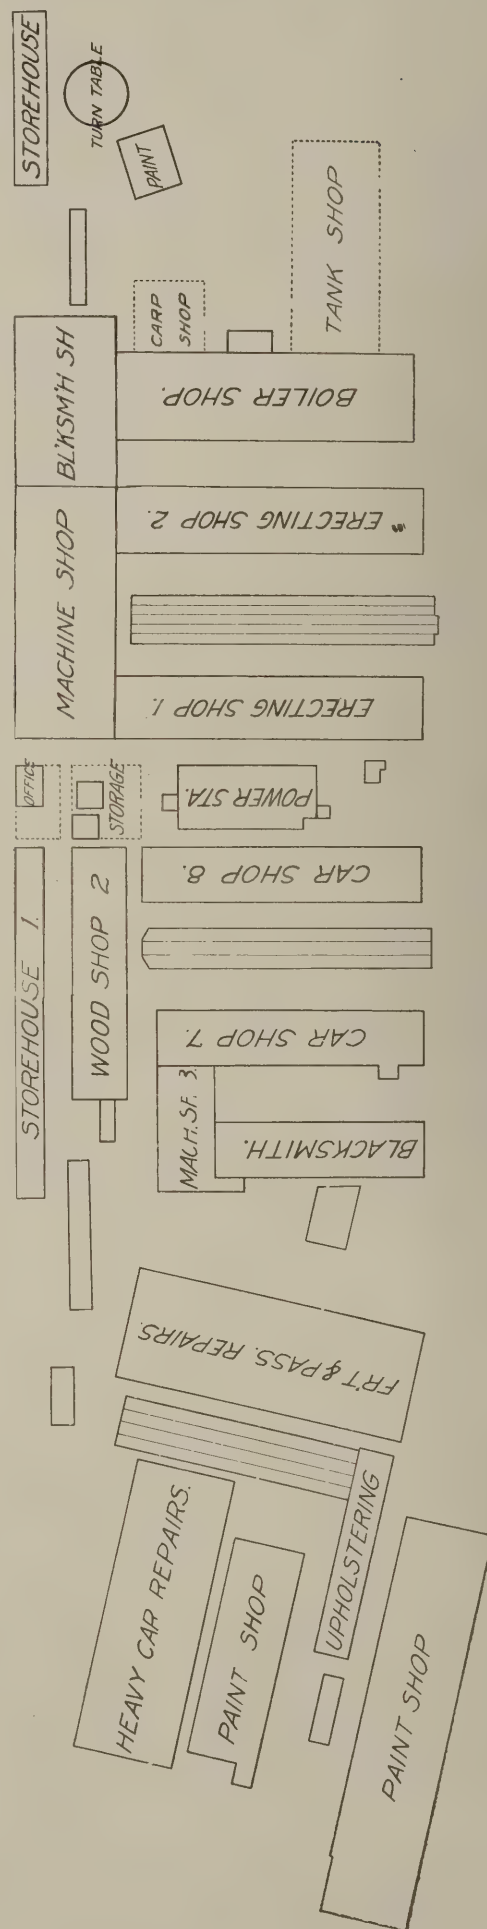 STOREHOUSE
TURN TABLE
PAINT
TANK SHOP
CARP
SHOP
BL'KSM'H SH
BOILER SHOP.
ERECTING SHOP 2.
MACHINE SHOP
ERECTING SHOP 1.
OFFICE
STORAGE
POWER STA.
CAR SHOP 8.
STOREHOUSE 1.
WOOD SHOP 2
CAR SHOP 7.
MACH. SF. 3.
BLACKSMITH.
FR'T & PASS. REPAIRS.
HEAVY CAR REPAIRS.
UPHOLSTERING
PAINT SHOP
PAINT SHOP